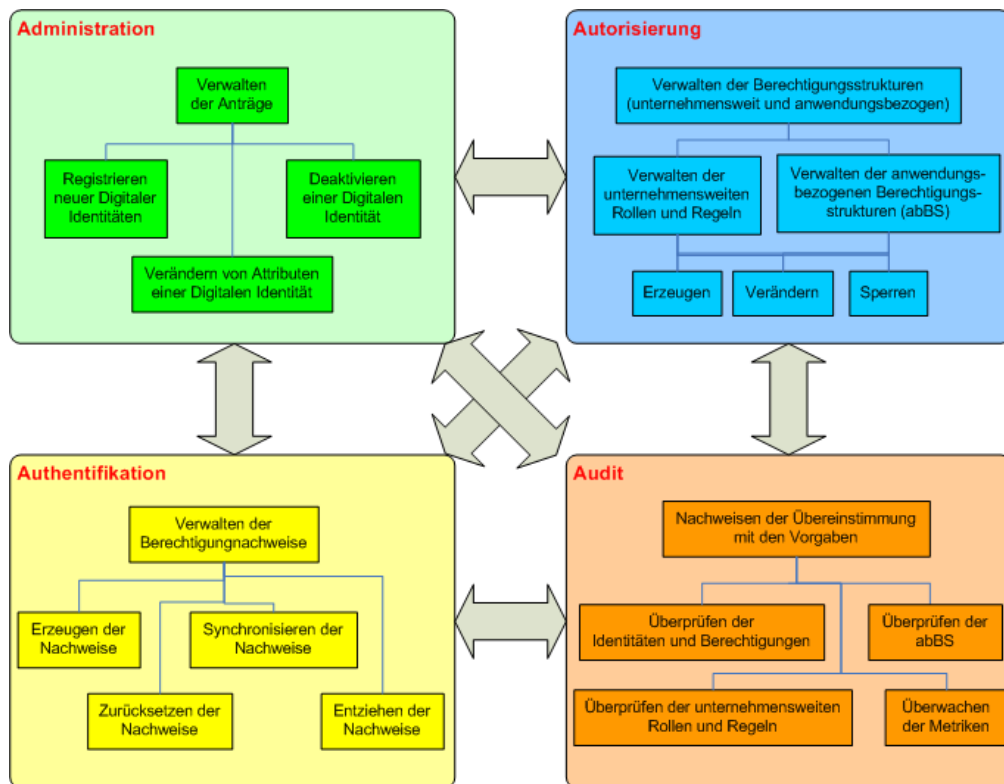 Administration
Verwalten
der Anträge
Registrieren
neuer Digitaler
Identitäten
Deaktivieren
einer Digitalen
Identität
Verändern von Attributen
einer Digitalen Identität
Autorisierung
Verwalten der Berechtigungsstrukturen
(unternehmensweit und anwendungsbezogen)
Verwalten der
unternehmensweiten
Rollen und Regeln
Verwalten der anwendungs-
bezogenen Berechtigungs-
strukturen (abBS)
Erzeugen
Verändern
Sperren
Authentifikation
Verwalten der
Berechtigungnachweise
Erzeugen der
Nachweise
Synchronisieren der
Nachweise
Zurücksetzen der
Nachweise
Entziehen der
Nachweise
Audit
Nachweisen der Übereinstimmung
mit den Vorgaben
Überprüfen der
Identitäten und Berechtigungen
Überprüfen der
abBS
Überprüfen der unternehmensweiten
Rollen und Regeln
Überwachen
der Metriken